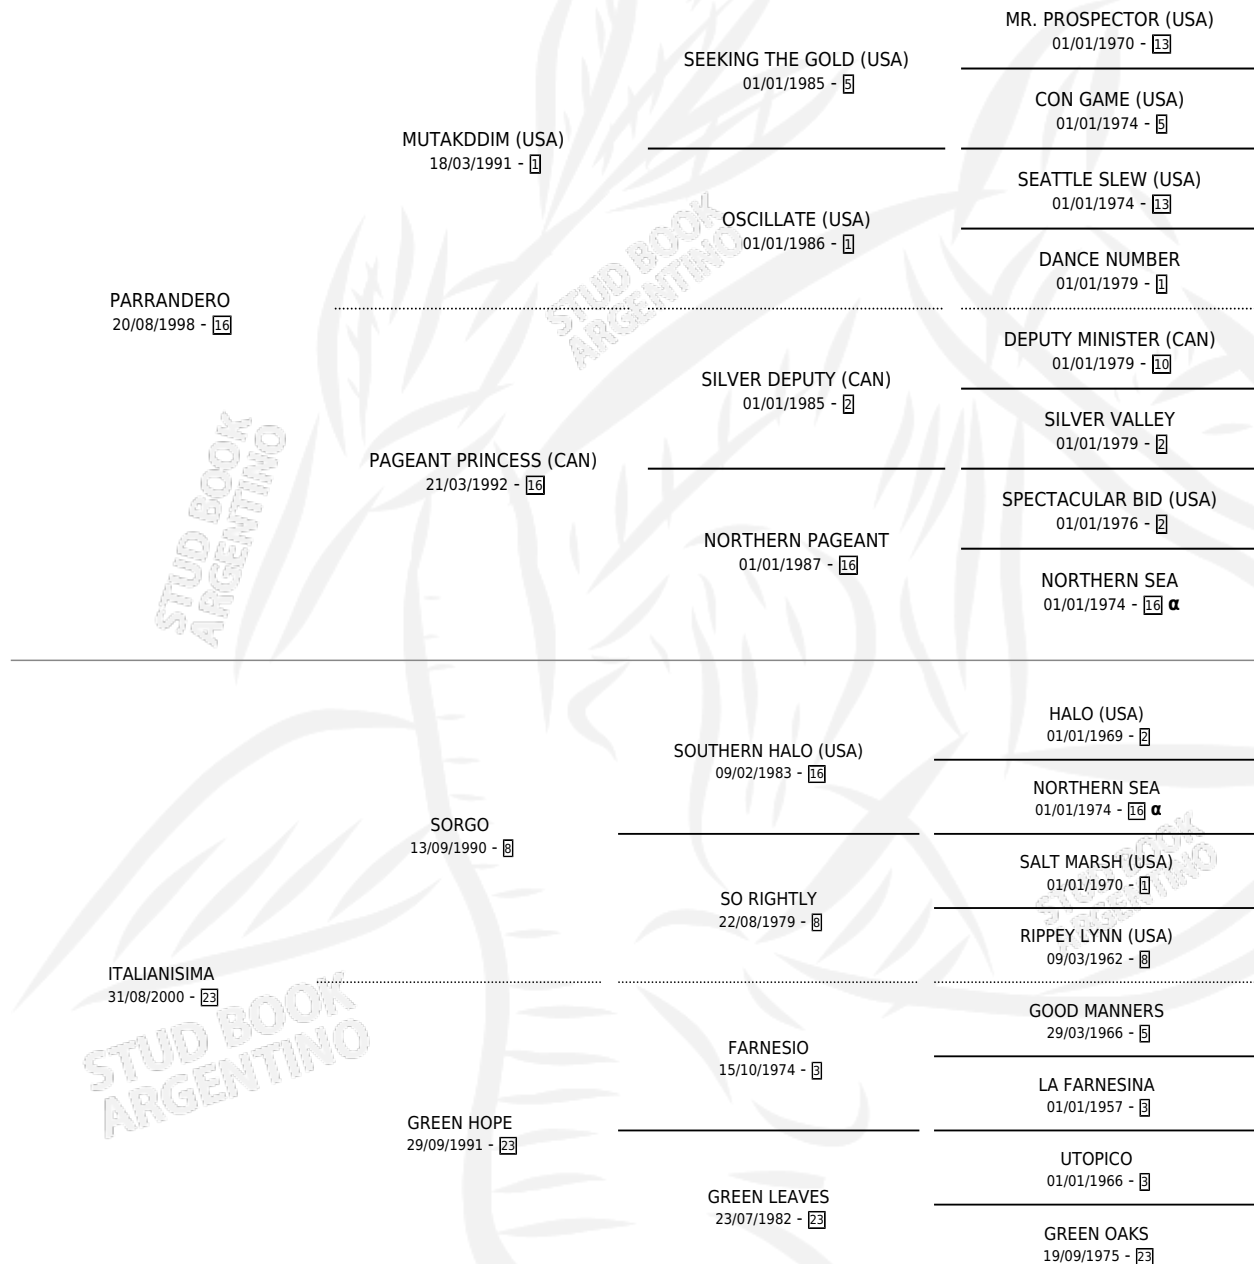 MR. PROSPECTOR (USA)
01/01/1970 - 13
SEEKING THE GOLD (USA)
01/01/1985 - 5
CON GAME (USA)
01/01/1974 - 5
MUTAKDDIM (USA)
18/03/1991 - 1
SEATTLE SLEW (USA)
01/01/1974 - 13
OSCILLATE (USA)
01/01/1986 - 1
DANCE NUMBER
01/01/1979 - 1
PARRANDERO
20/08/1998 - 16
DEPUTY MINISTER (CAN)
01/01/1979 - 10
SILVER DEPUTY (CAN)
01/01/1985 - 2
SILVER VALLEY
01/01/1979 - 2
PAGEANT PRINCESS (CAN)
21/03/1992 - 16
SPECTACULAR BID (USA)
01/01/1976 - 2
NORTHERN PAGEANT
01/01/1987 - 16
NORTHERN SEA
01/01/1974 - 16 α
HALO (USA)
01/01/1969 - 2
SOUTHERN HALO (USA)
09/02/1983 - 16
NORTHERN SEA
01/01/1974 - 16 α
SORGO
13/09/1990 - 8
SALT MARSH (USA)
01/01/1970 - 1
SO RIGHTLY
22/08/1979 - 8
RIPPEY LYNN (USA)
09/03/1962 - 8
ITALIANISIMA
31/08/2000 - 23
GOOD MANNERS
29/03/1966 - 5
FARNESIO
15/10/1974 - 3
LA FARNESINA
01/01/1957 - 3
GREEN HOPE
29/09/1991 - 23
UTOPICO
01/01/1966 - 3
GREEN LEAVES
23/07/1982 - 23
GREEN OAKS
19/09/1975 - 23
STUD BOOK
ARGENTINO
STUD BOOK
ARGENTINO
STUD BOOK
ARGENTINO
STUD BOOK
ARGENTINO